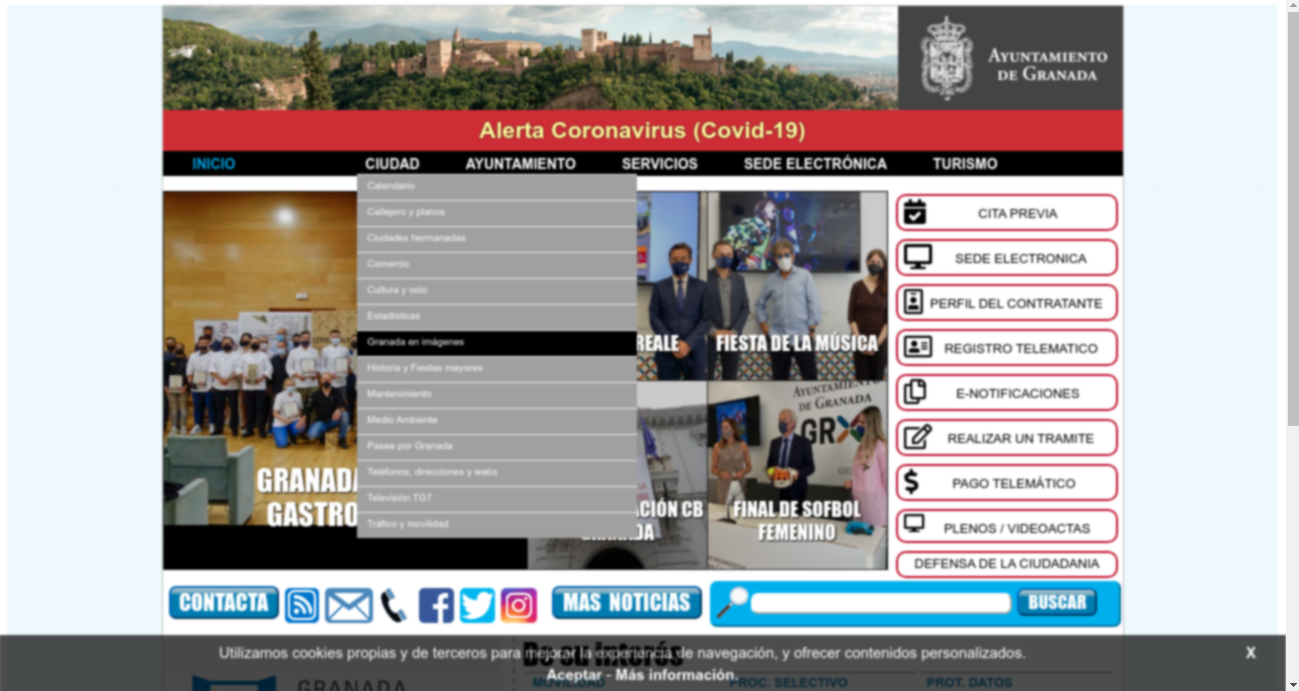 AYUNTAMIENTO
DE GRANADA
Alerta Coronavirus (Covid-19)
INICIO
CIUDAD
AYUNTAMIENTO
SERVICIOS
SEDE ELECTRÓNICA
TURISMO
Calendario
Callejero y planos
Ciudades hermanadas
Comercio
Cultura y ocio
Estadísticas
Granada en imágenes
Historia y Fiestas mayores
Mantenimiento
Medio Ambiente
Pasea por Granada
Teléfonos, direcciones y webs
Televisión TG7
Tráfico y movilidad
GRANADA
GASTRO
REALE
FIESTA DE LA MÚSICA
AYUNTAMIENTO
DE GRANADA
GRX
CIÓN CB
FINAL DE SOFBOL
FEMENINO
CITA PREVIA
SEDE ELECTRONICA
PERFIL DEL CONTRATANTE
REGISTRO TELEMATICO
E-NOTIFICACIONES
REALIZAR UN TRAMITE
PAGO TELEMÁTICO
PLENOS / VIDEOACTAS
DEFENSA DE LA CIUDADANIA
CONTACTA
MAS NOTICIAS
BUSCAR
De su interés
Utilizamos cookies propias y de terceros para mejorar la experiencia de navegación, y ofrecer contenidos personalizados.
X
Aceptar - Más información.
GRANADA
MOVILIDAD
PROC. SELECTIVO
PROT. DATOS